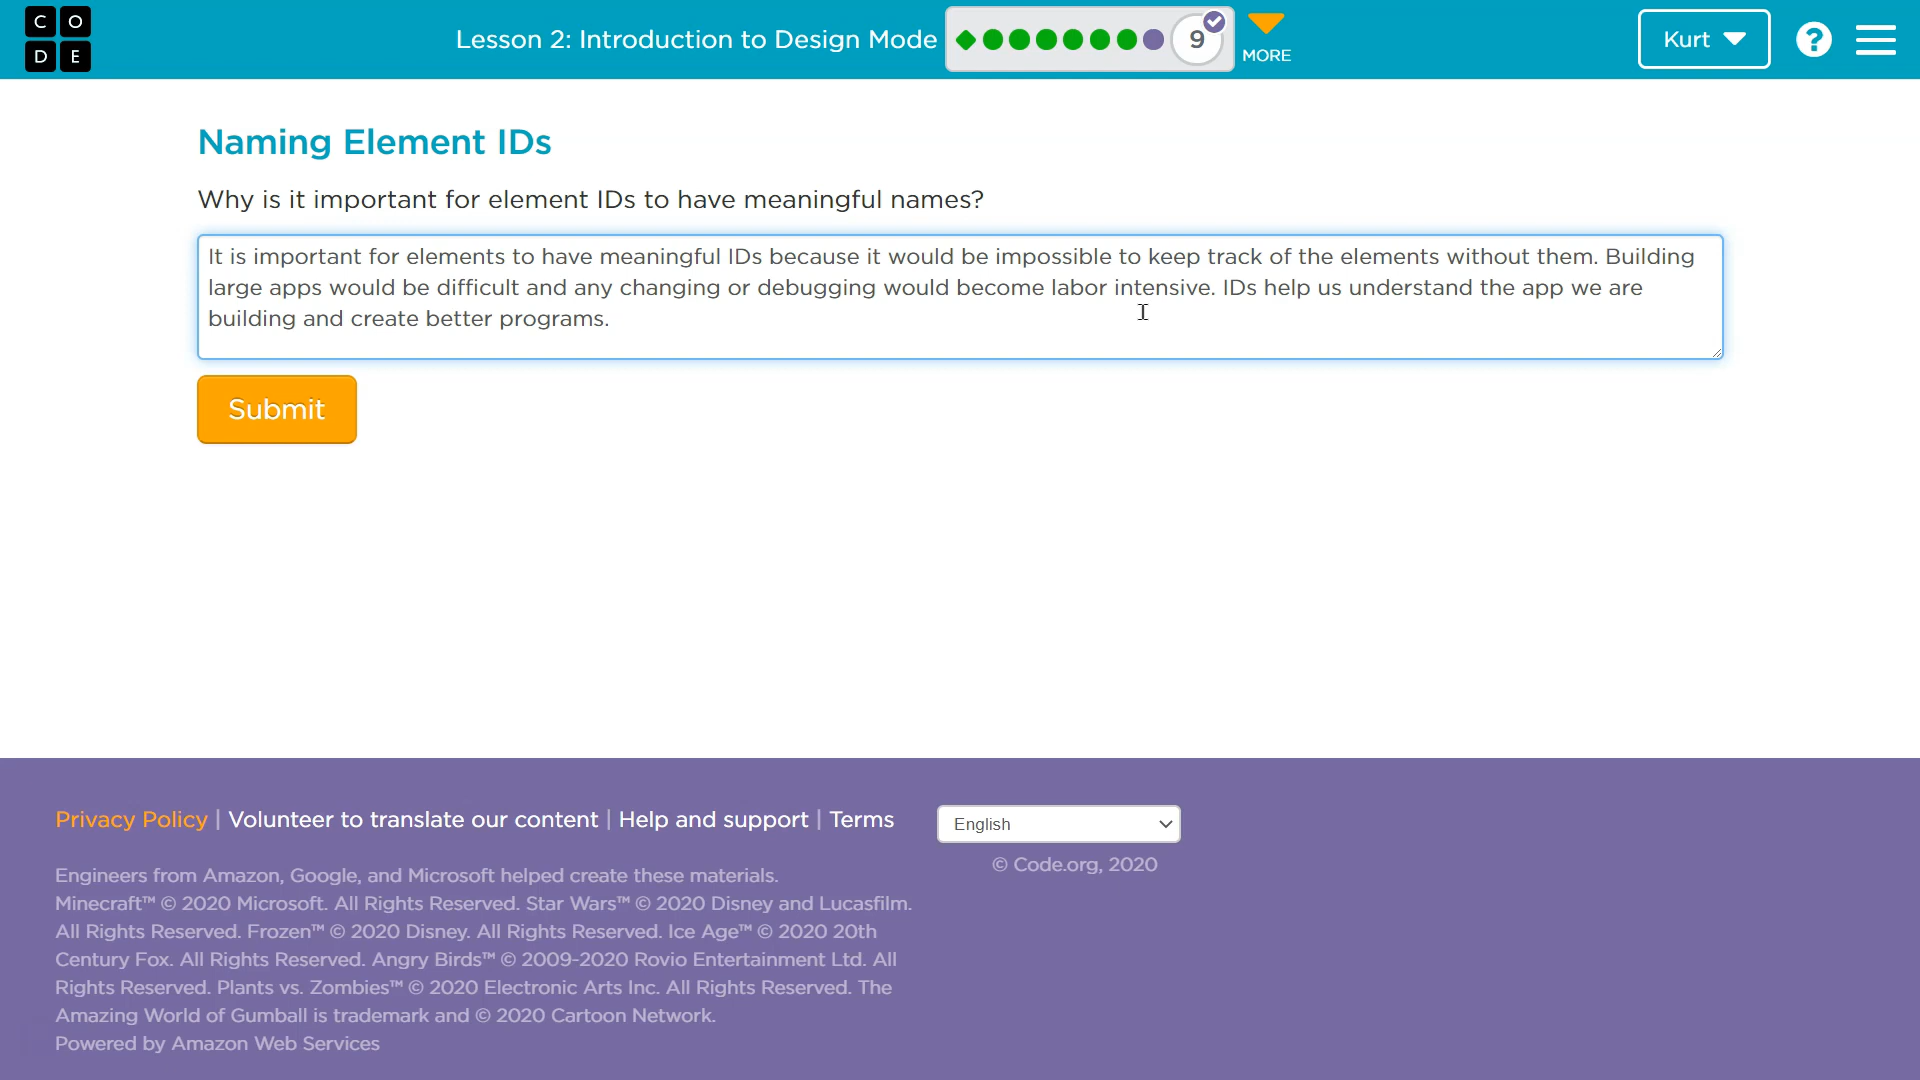 C O
D E
Lesson 2: Introduction to Design Mode
9
MORE
Kurt
?
Naming Element IDs
Why is it important for element IDs to have meaningful names?
It is important for elements to have meaningful IDs because it would be impossible to keep track of the elements without them. Building
large apps would be difficult and any changing or debugging would become labor intensive. IDs help us understand the app we are
building and create better programs.
Submit
Privacy Policy | Volunteer to translate our content | Help and support | Terms
English
© Code.org, 2020
Engineers from Amazon, Google, and Microsoft helped create these materials.
Minecraft™ © 2020 Microsoft. All Rights Reserved. Star Wars™ © 2020 Disney and Lucasfilm.
All Rights Reserved. Frozen™ © 2020 Disney. All Rights Reserved. Ice Age™ © 2020 20th
Century Fox. All Rights Reserved. Angry Birds™ © 2009-2020 Rovio Entertainment Ltd. All
Rights Reserved. Plants vs. Zombies™ © 2020 Electronic Arts Inc. All Rights Reserved. The
Amazing World of Gumball is trademark and © 2020 Cartoon Network.
Powered by Amazon Web Services